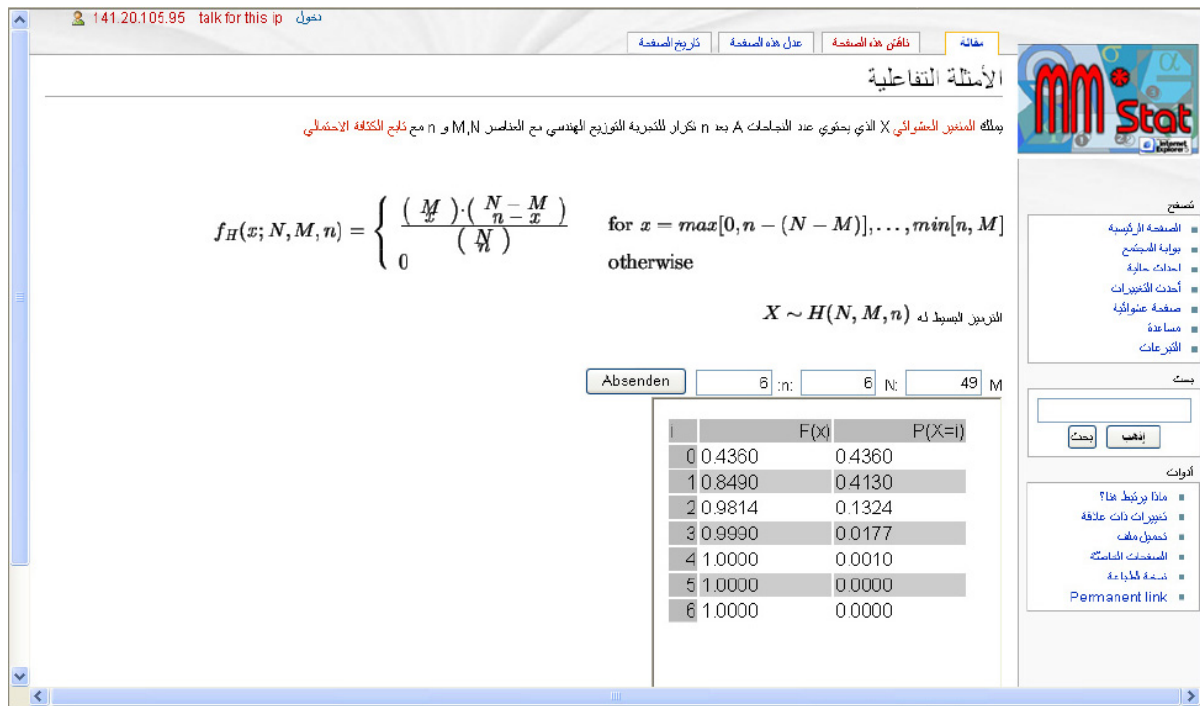 141.20.105.95 talk for this ip دخول
مقالة ناقش هذه الصفحة عدل هذه الصفحة تاريخ الصفحة
MM*Stat
Internet Explorer 5
الأمثلة التفاعلية
يملك المتغير العشوائي X الذي يحتوي عدد النجاحات A بعد n تكرار للتجربة التوزيع الهندسي مع العناصر M,N و n مع تابع الكثافة الاحتمالي
f_H(x; N, M, n) = { (M x)·(N − M n − x) / (N n) for x = max[0, n − (N − M)], . . . , min[n, M]
0 otherwise
الترميز البسيط له X ∼ H(N, M, n)
Absenden 6 :n: 6 N: 49 M
i F(x) P(X=i)
0 0.4360 0.4360
1 0.8490 0.4130
2 0.9814 0.1324
3 0.9990 0.0177
4 1.0000 0.0010
5 1.0000 0.0000
6 1.0000 0.0000
تصفح
الصفحة الرئيسية
بوابة المجتمع
احداث حالية
أحدث التغييرات
صفحة عشوائية
مساعدة
التبرعات
بحث
إذهب بحث
أدوات
ماذا يرتبط هنا؟
تغييرات ذات علاقة
تحميل ملف
الصفحات الخاصة
نسخة للطباعة
Permanent link